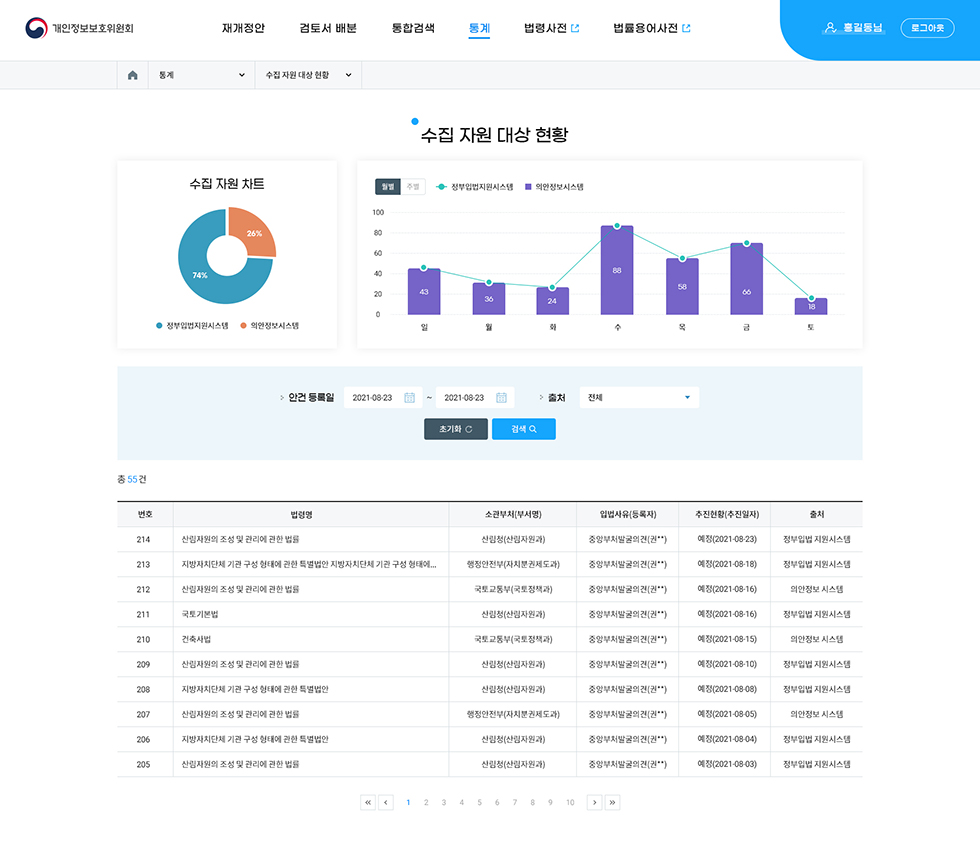 개인정보보호위원회 재개정안 검토서 배분 통합검색 통계 법령사전 법률용어사전 홍길동님 로그아웃
통계 수집 자원 대상 현황
수집 자원 대상 현황
수집 자원 차트
26%
74%
정부입법지원시스템 의안정보시스템
월별 주별 정부입법지원시스템 의안정보시스템
100
80
60
40
20
0
43 36 24 88 58 66 18
일 월 화 수 목 금 토
안건 등록일 2021-08-23 ~ 2021-08-23 출처 전체
초기화 검색
총 55건
번호 법령명 소관부처(부서명) 입법사유(등록자) 추진현황(추진일자) 출처
214 산림자원의 조성 및 관리에 관한 법률 산림청(산림자원과) 중앙부처발굴의견(권**) 예정(2021-08-23) 정부입법 지원시스템
213 지방자치단체 기관 구성 형태에 관한 특별법안 지방자치단체 기관 구성 형태에... 행정안전부(자치분권제도과) 중앙부처발굴의견(권**) 예정(2021-08-18) 정부입법 지원시스템
212 산림자원의 조성 및 관리에 관한 법률 국토교통부(국토정책과) 중앙부처발굴의견(권**) 예정(2021-08-16) 의안정보 시스템
211 국토기본법 산림청(산림자원과) 중앙부처발굴의견(권**) 예정(2021-08-16) 정부입법 지원시스템
210 건축사법 국토교통부(국토정책과) 중앙부처발굴의견(권**) 예정(2021-08-15) 의안정보 시스템
209 산림자원의 조성 및 관리에 관한 법률 산림청(산림자원과) 중앙부처발굴의견(권**) 예정(2021-08-10) 정부입법 지원시스템
208 지방자치단체 기관 구성 형태에 관한 특별법안 산림청(산림자원과) 중앙부처발굴의견(권**) 예정(2021-08-08) 정부입법 지원시스템
207 산림자원의 조성 및 관리에 관한 법률 행정안전부(자치분권제도과) 중앙부처발굴의견(권**) 예정(2021-08-05) 의안정보 시스템
206 지방자치단체 기관 구성 형태에 관한 특별법안 산림청(산림자원과) 중앙부처발굴의견(권**) 예정(2021-08-04) 정부입법 지원시스템
205 산림자원의 조성 및 관리에 관한 법률 산림청(산림자원과) 중앙부처발굴의견(권**) 예정(2021-08-03) 정부입법 지원시스템
« ‹ 1 2 3 4 5 6 7 8 9 10 › »